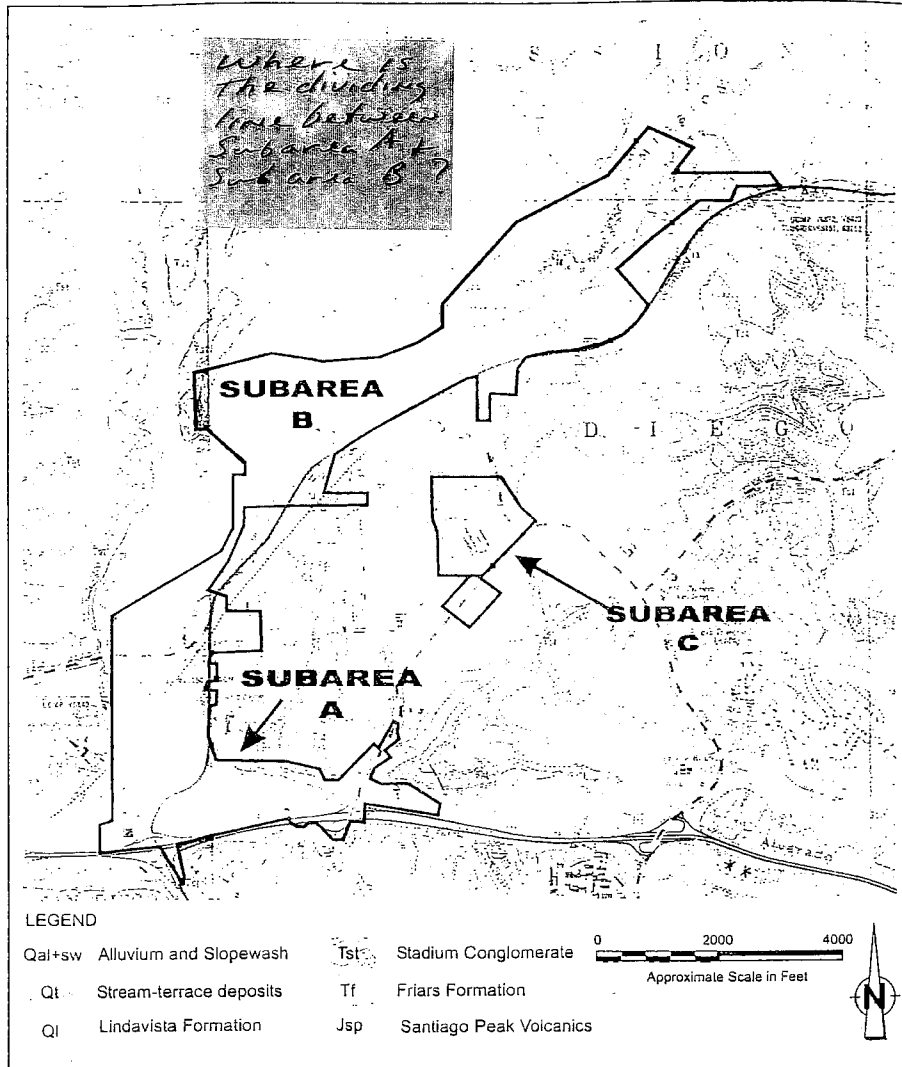 S S I O N
Where is
the dividing
line between
Subarea A +
Subarea B ?
SUBAREA
B
D I E G O
SUBAREA
C
SUBAREA
A
Alvarado
LEGEND
Qal+sw Alluvium and Slopewash
Qt Stream-terrace deposits
Ql Lindavista Formation
Tst Stadium Conglomerate
Tf Friars Formation
Jsp Santiago Peak Volcanics
0 2000 4000
Approximate Scale in Feet
N